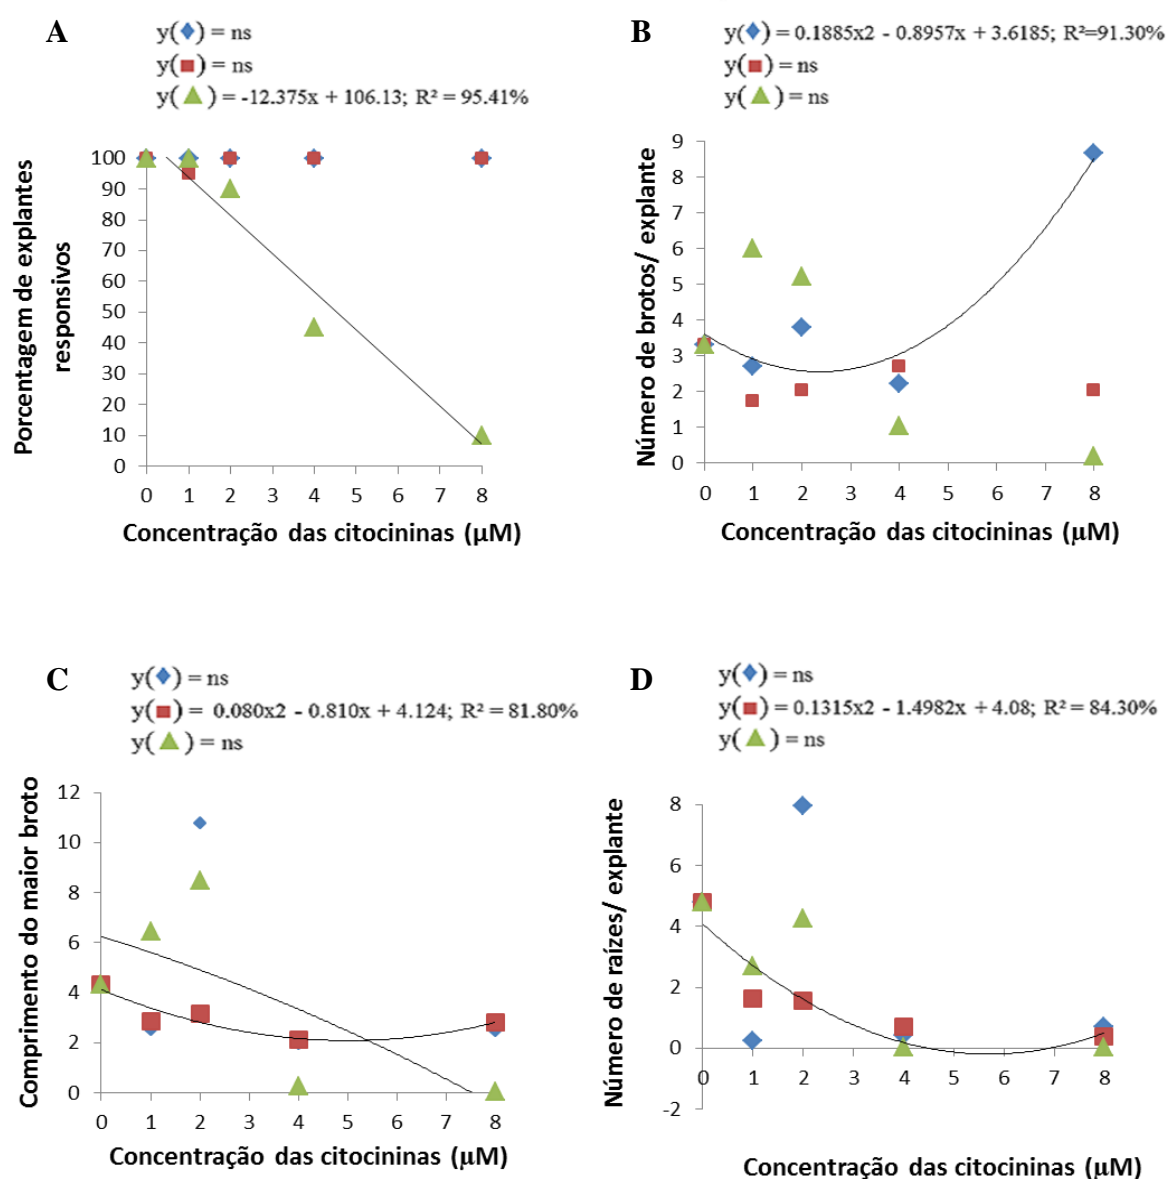 A
y(◆) = ns
y(■) = ns
y(▲) = -12.375x + 106.13; R² = 95.41%
Porcentagem de explantes
responsivos
100
90
80
70
60
50
40
30
20
10
0
0 1 2 3 4 5 6 7 8
Concentração das citocininas (µM)
B
y(◆) = 0.1885x2 - 0.8957x + 3.6185; R²=91.30%
y(■) = ns
y(▲) = ns
Número de brotos/ explante
9
8
7
6
5
4
3
2
1
0
0 1 2 3 4 5 6 7 8
Concentração das citocininas (µM)
C
y(◆) = ns
y(■) = 0.080x2 - 0.810x + 4.124; R² = 81.80%
y(▲) = ns
Comprimento do maior broto
12
10
8
6
4
2
0
0 1 2 3 4 5 6 7 8
Concentração das citocininas (µM)
D
y(◆) = ns
y(■) = 0.1315x2 - 1.4982x + 4.08; R² = 84.30%
y(▲) = ns
Número de raízes/ explante
8
6
4
2
0
-2
0 1 2 3 4 5 6 7 8
Concentração das citocininas (µM)